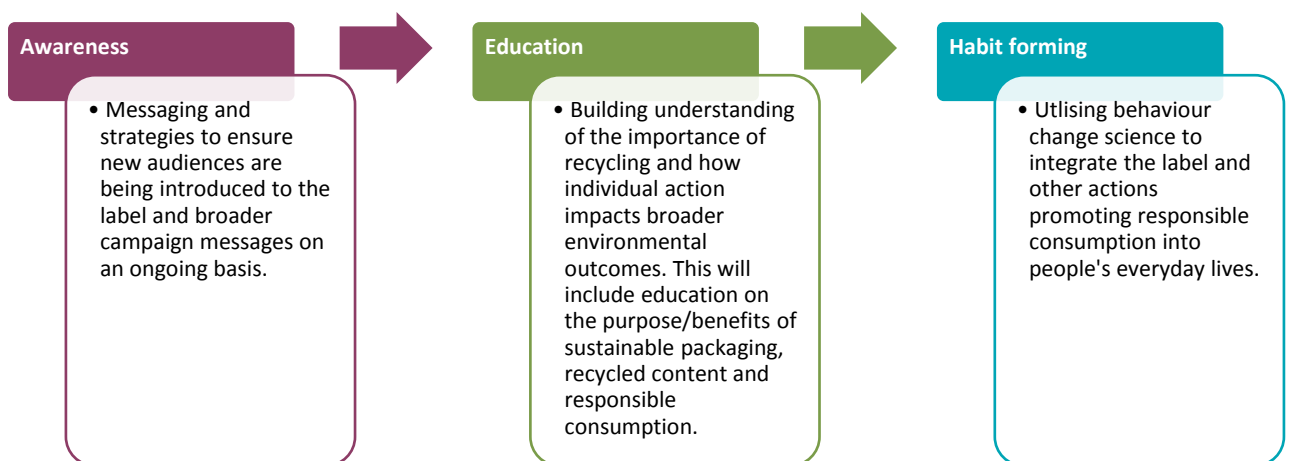 Awareness
• Messaging and
strategies to ensure
new audiences are
being introduced to the
label and broader
campaign messages on
an ongoing basis.
Education
• Building understanding
of the importance of
recycling and how
individual action
impacts broader
environmental
outcomes. This will
include education on
the purpose/benefits of
sustainable packaging,
recycled content and
responsible
consumption.
Habit forming
• Utlising behaviour
change science to
integrate the label and
other actions
promoting responsible
consumption into
people's everyday lives.